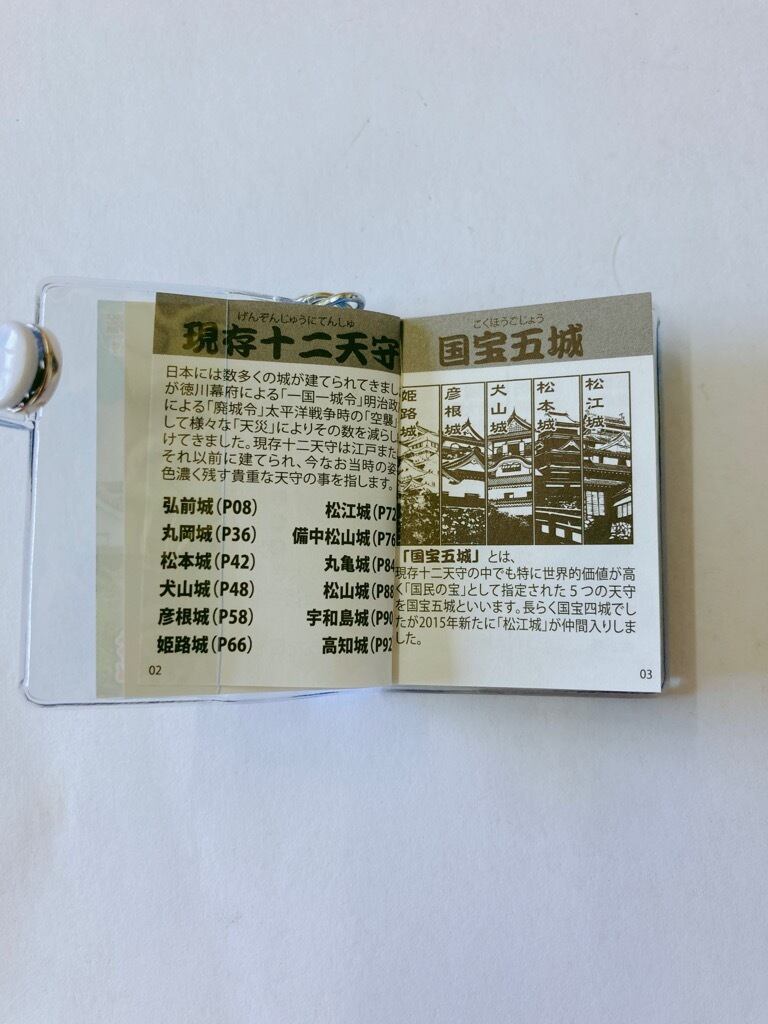 げんぞんじゅうにてんしゅ
現存十二天守
日本には数多くの城が建てられてきまし
が徳川幕府による「一国一城令」明治政
による「廃城令」太平洋戦争時の「空襲」
して様々な「天災」によりその数を減らし
けてきました。現存十二天守は江戸また
それ以前に建てられ、今なお当時の姿
色濃く残す貴重な天守の事を指します。
弘前城(P08)
丸岡城(P36)
松本城(P42)
犬山城(P48)
彦根城(P58)
姫路城(P66)
松江城(P72
備中松山城(P76
丸亀城(P84
松山城(P88
宇和島城(P90
高知城(P92
02
こくほうごじょう
国宝五城
姫路城
彦根城
犬山城
松本城
松江城
「国宝五城」とは、
現存十二天守の中でも特に世界的価値が高
く「国民の宝」として指定された5つの天守
を国宝五城といいます。長らく国宝四城でし
たが2015年新たに「松江城」が仲間入りしま
した。
03